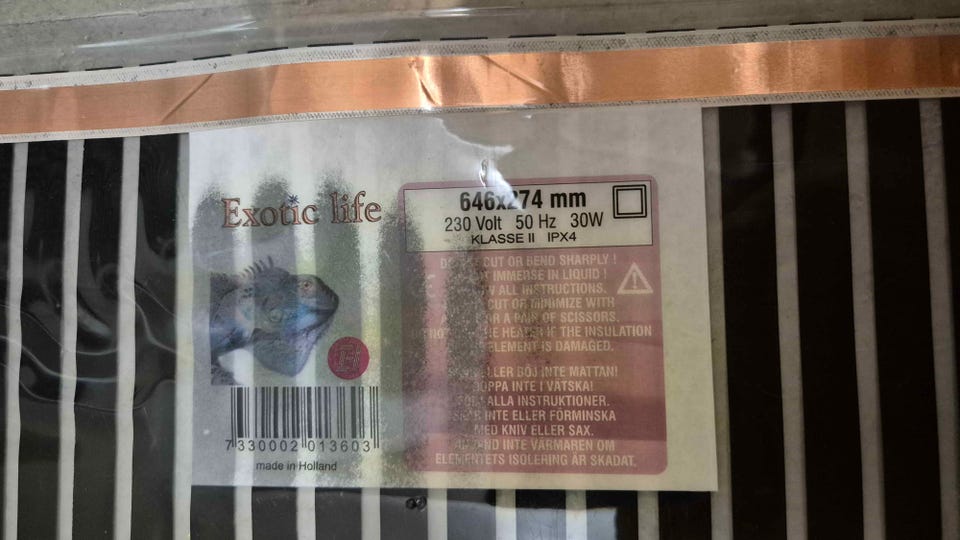 Exotic life
646x274 mm
230 Volt 50 Hz 30W
KLASSE II IPX4
CUT OR BEND SHARPLY !
IMMERSE IN LIQUID !
ALL INSTRUCTIONS.
CUT OR MINIMIZE WITH
OR A PAIR OF SCISSORS.
HEATER IF THE INSULATION
ELEMENT IS DAMAGED.
ELLER BÖJ INTE MATTAN!
DOPPA INTE I VÄTSKA!
ALLA INSTRUKTIONER.
INTE ELLER FÖRMINSKA
MED KNIV ELLER SAX.
INTE VÄRMAREN OM
ELEMENTETS ISOLERING ÄR SKADAT.
7 330002 013603
made in Holland